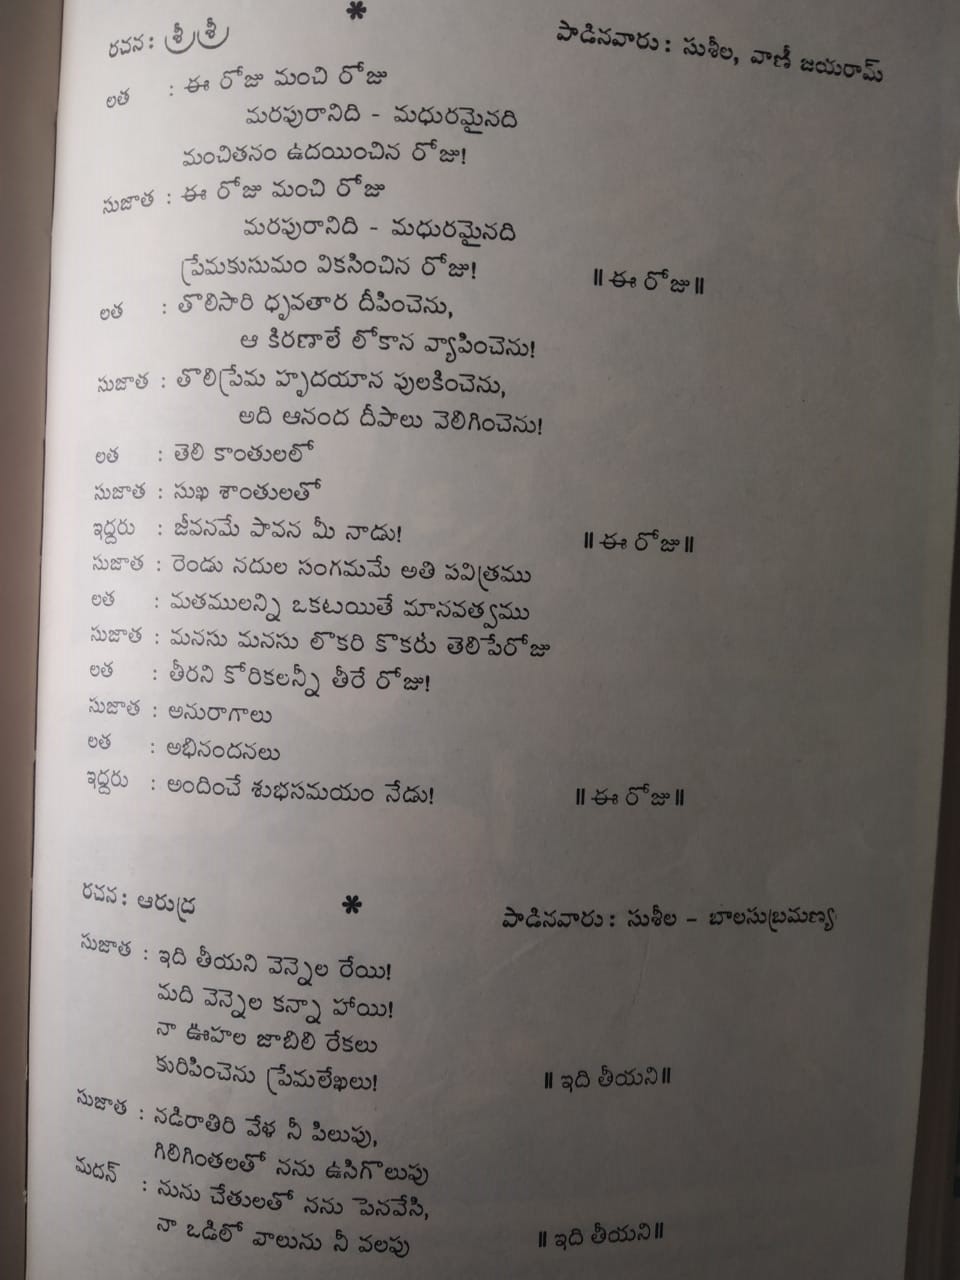 *
రచన : శ్రీశ్రీ పాడినవారు : సుశీల, వాణీ జయరామ్
లత : ఈ రోజు మంచి రోజు
మరపురానిది - మధురమైనది
మంచితనం ఉదయించిన రోజు!
సుజాత : ఈ రోజు మంచి రోజు
మరపురానిది - మధురమైనది
ప్రేమకుసుమం వికసించిన రోజు! ॥ ఈ రోజు॥
లత : తొలిసారి ధృవతార దీపించెను,
ఆ కిరణాలే లోకాన వ్యాపించెను!
సుజాత : తొలిప్రేమ హృదయాన పులకించెను,
అది ఆనంద దీపాలు వెలిగించెను!
లత : తెలి కాంతులలో
సుజాత : సుఖ శాంతులతో
ఇద్దరు : జీవనమే పావన మీ నాడు! ॥ ఈ రోజు॥
సుజాత : రెండు నదుల సంగమమే అతి పవిత్రము
లత : మతములన్ని ఒకటయితే మానవత్వము
సుజాత : మనసు మనసు లొకరి కొకరు తెలిపేరోజు
లత : తీరని కోరికలన్నీ తీరే రోజు!
సుజాత : అనురాగాలు
లత : అభినందనలు
ఇద్దరు : అందించే శుభసమయం నేడు! ॥ ఈ రోజు॥
రచన : ఆరుద్ర * పాడినవారు : సుశీల - బాలసుబ్రమణ్య
సుజాత : ఇది తీయని వెన్నెల రేయి!
మది వెన్నెల కన్నా హాయి!
నా ఊహల జాబిలి రేకలు
కురిపించెను ప్రేమలేఖలు! ॥ ఇది తీయని॥
సుజాత : నడిరాతిరి వేళ నీ పిలుపు,
గిలిగింతలతో నను ఉసిగొలుపు
మదన్ : నును చేతులతో నను పెనవేసి,
నా ఒడిలో వాలును నీ వలపు ॥ ఇది తీయని॥